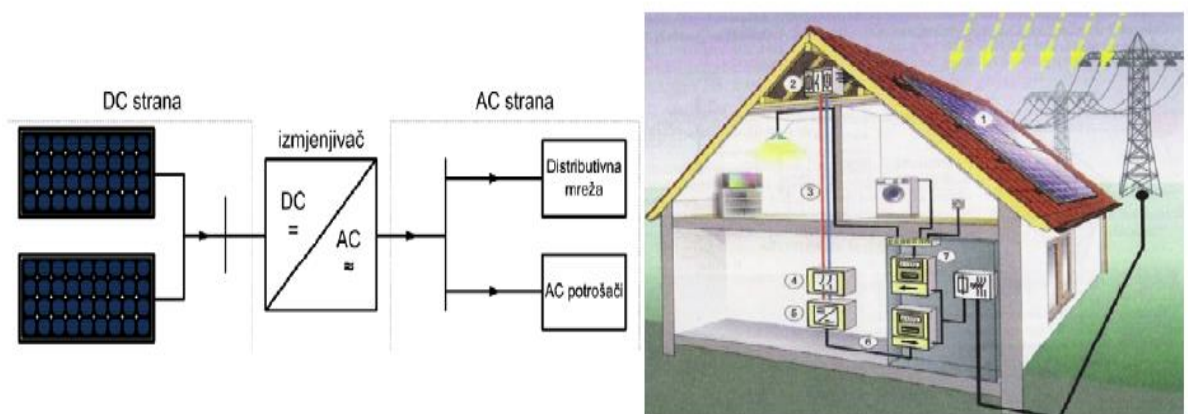 DC strana
AC strana
izmjenjivač
DC
=
AC
≈
Distributivna
mreža
AC potrošači
1
2
3
4
5
6
7